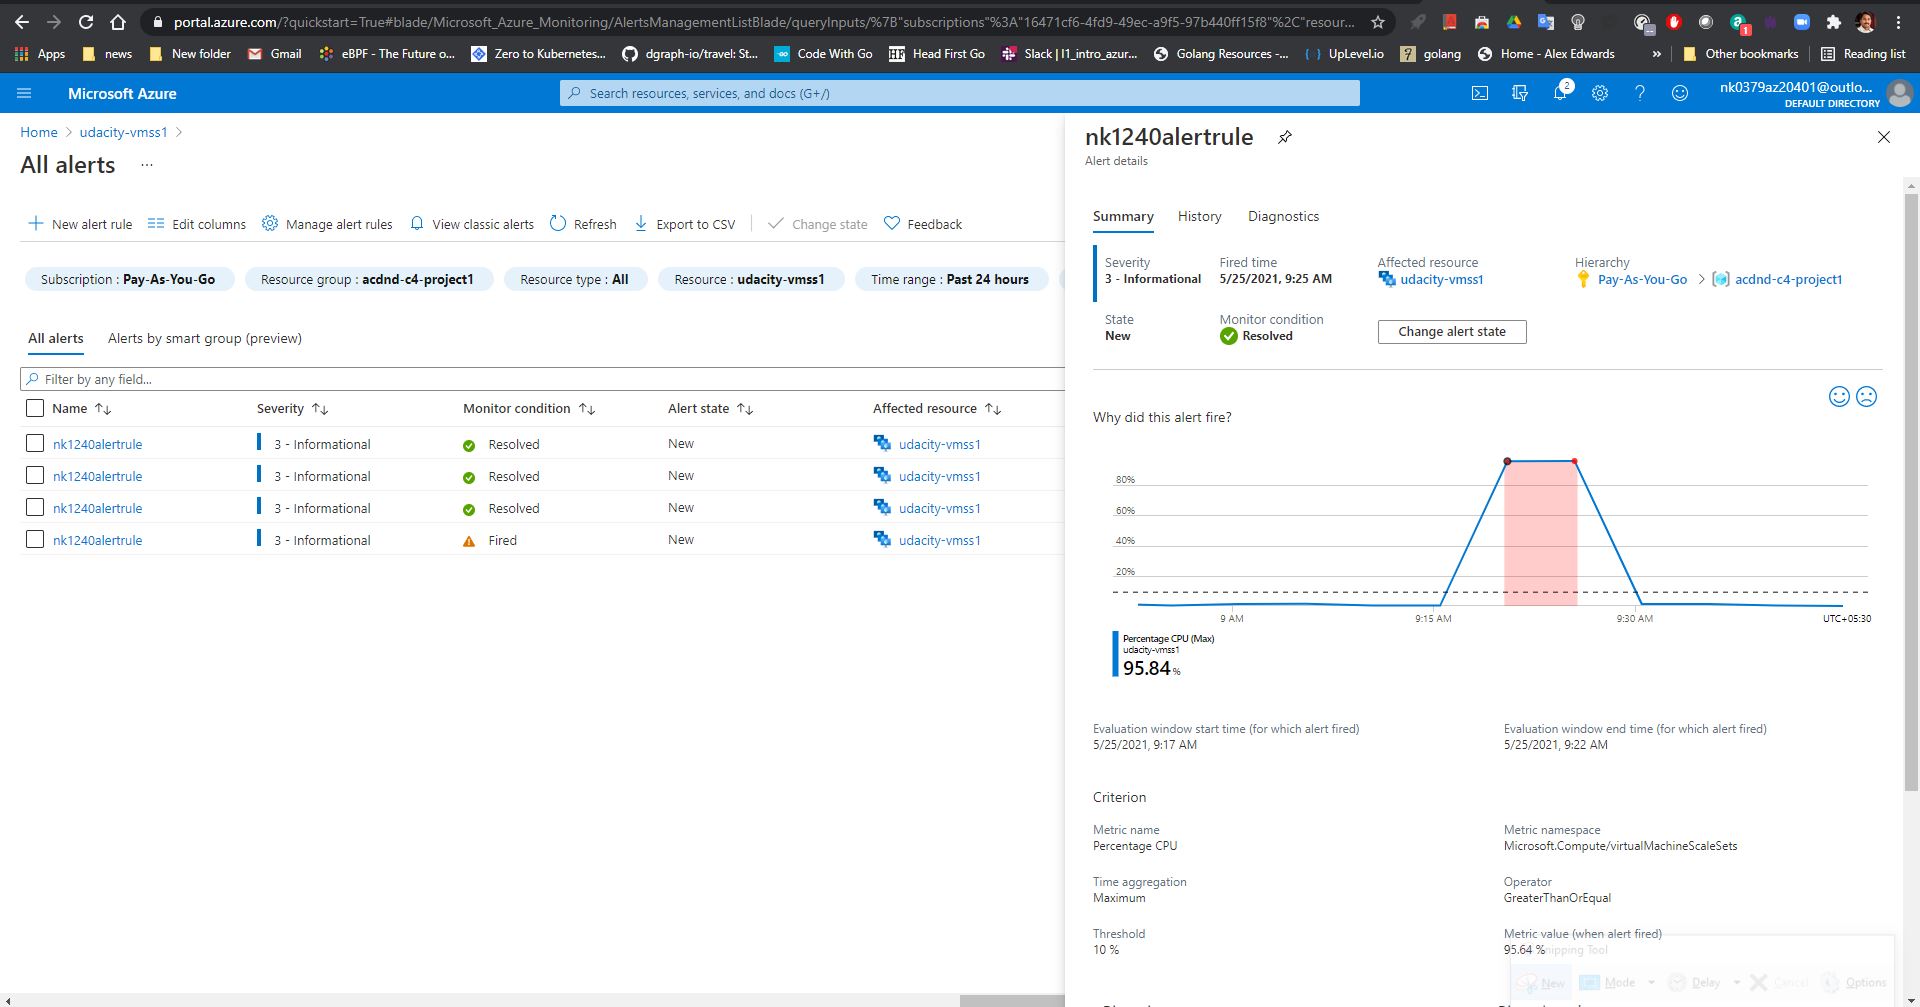 portal.azure.com/?quickstart=True#blade/Microsoft_Azure_Monitoring/AlertsManagementListBlade/queryInputs/%7B"subscriptions"%3A"16471cf6-4fd9-49ec-a9f5-97b440ff15f8"%2C"resour...
Apps news New folder Gmail eBPF - The Future o... Zero to Kubernetes... dgraph-io/travel: St... Code With Go Head First Go Slack | l1_intro_azur... Golang Resources -... UpLevel.io golang Home - Alex Edwards » Other bookmarks Reading list
Microsoft Azure
Search resources, services, and docs (G+/)
2
nk0379az20401@outlo...
DEFAULT DIRECTORY
Home > udacity-vmss1 >
All alerts ...
New alert rule Edit columns Manage alert rules View classic alerts Refresh Export to CSV Change state Feedback
Subscription : Pay-As-You-Go Resource group : acdnd-c4-project1 Resource type : All Resource : udacity-vmss1 Time range : Past 24 hours
All alerts Alerts by smart group (preview)
Filter by any field...
Name Severity Monitor condition Alert state Affected resource
nk1240alertrule 3 - Informational Resolved New udacity-vmss1
nk1240alertrule 3 - Informational Resolved New udacity-vmss1
nk1240alertrule 3 - Informational Resolved New udacity-vmss1
nk1240alertrule 3 - Informational Fired New udacity-vmss1
nk1240alertrule
Alert details
Summary History Diagnostics
Severity Fired time Affected resource Hierarchy
3 - Informational 5/25/2021, 9:25 AM udacity-vmss1 Pay-As-You-Go > acdnd-c4-project1
State Monitor condition
New Resolved Change alert state
Why did this alert fire?
80%
60%
40%
20%
9 AM 9:15 AM 9:30 AM UTC+05:30
Percentage CPU (Max)
udacity-vmss1
95.84 %
Evaluation window start time (for which alert fired) Evaluation window end time (for which alert fired)
5/25/2021, 9:17 AM 5/25/2021, 9:22 AM
Criterion
Metric name Metric namespace
Percentage CPU Microsoft.Compute/virtualMachineScaleSets
Time aggregation Operator
Maximum GreaterThanOrEqual
Threshold Metric value (when alert fired)
10 % 95.64 %
nipping Tool
New Mode Delay Cancel Options